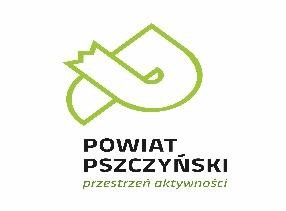 POWIAT
PSZCZYŃSKI
przestrzeń aktywności